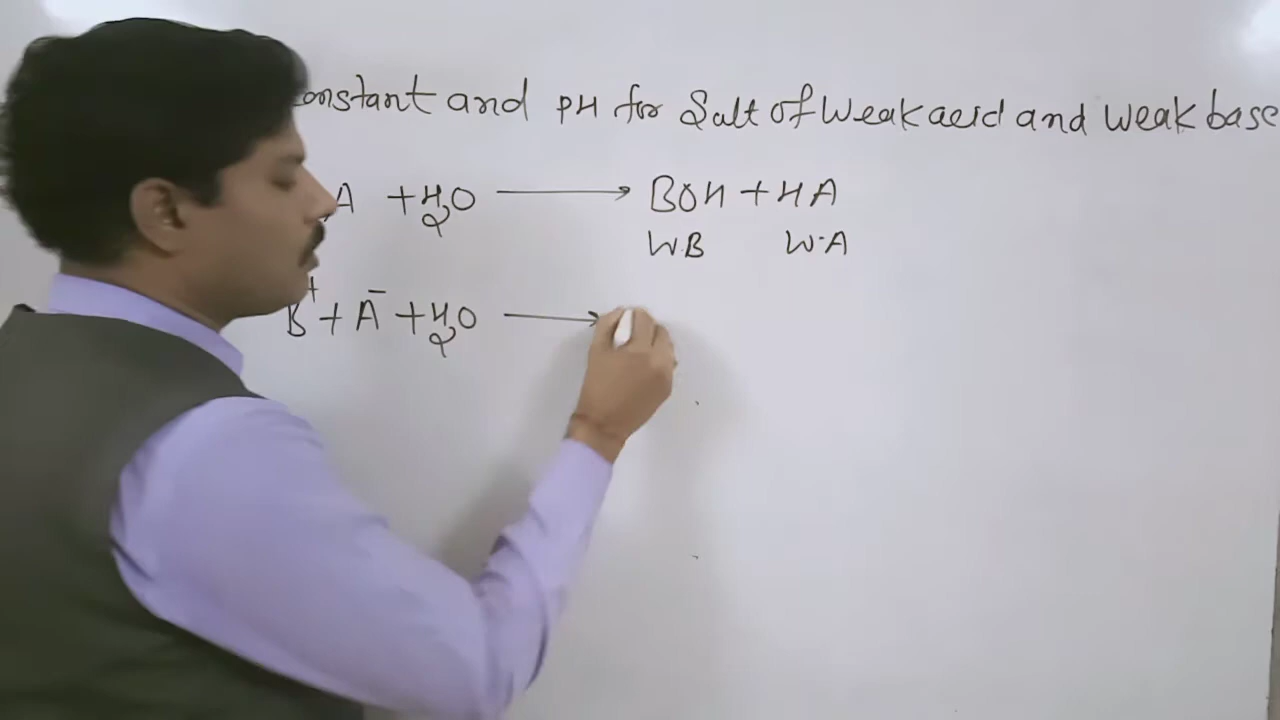 onstant and pH for Salt of Weak acid and weak base
A + H2O ⟶ BOH + HA
W.B W.A
B+ + A- + H2O ⟶